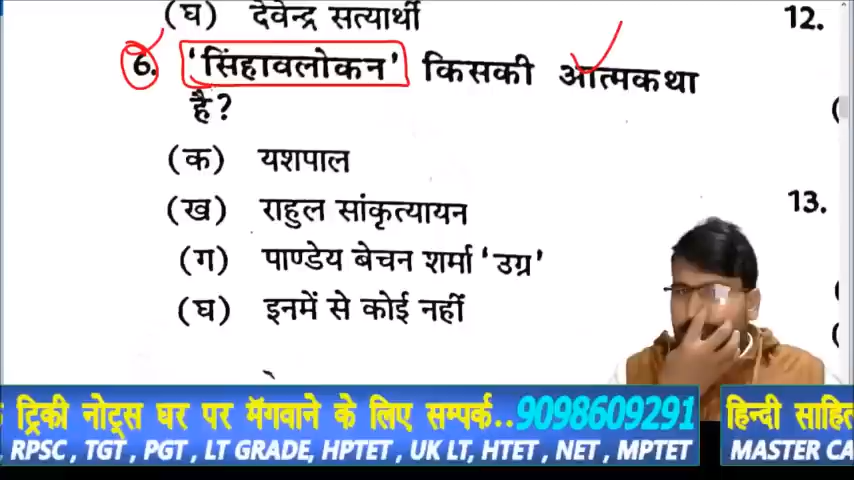 (घ) देवेन्द्र सत्यार्थी
12.
6. 'सिंहावलोकन' किसकी आत्मकथा
है?
(क) यशपाल
(ख) राहुल सांकृत्यायन
13.
(ग) पाण्डेय बेचन शर्मा 'उग्र'
(घ) इनमें से कोई नहीं
ट्रिकी नोट्स घर पर मॅगवाने के लिए सम्पर्क..9098609291
हिन्दी
, RPSC , TGT , PGT , LT GRADE, HPTET , UK LT, HTET , NET , MPTET
MASTER